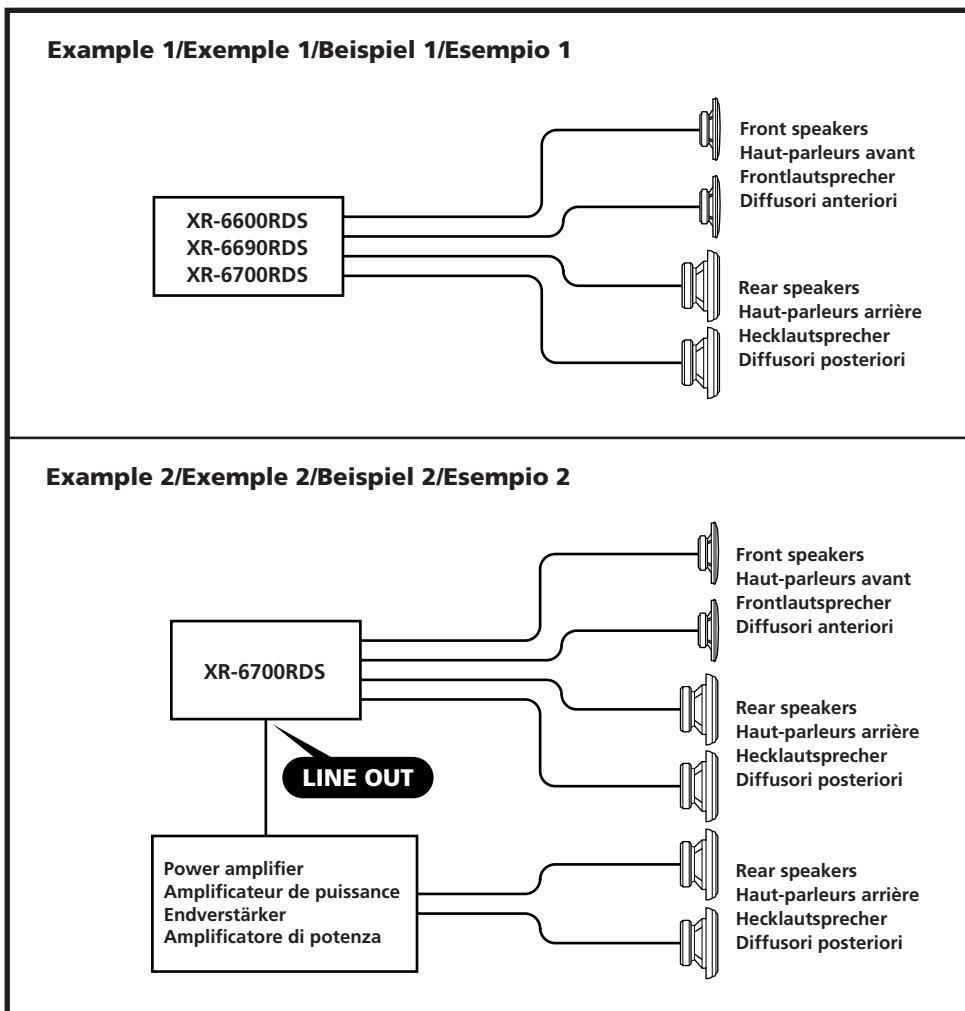 Example 1/Exemple 1/Beispiel 1/Esempio 1
XR-6600RDS
XR-6690RDS
XR-6700RDS
Front speakers
Haut-parleurs avant
Frontlautsprecher
Diffusori anteriori
Rear speakers
Haut-parleurs arrière
Hecklautsprecher
Diffusori posteriori
Example 2/Exemple 2/Beispiel 2/Esempio 2
XR-6700RDS
LINE OUT
Front speakers
Haut-parleurs avant
Frontlautsprecher
Diffusori anteriori
Rear speakers
Haut-parleurs arrière
Hecklautsprecher
Diffusori posteriori
Power amplifier
Amplificateur de puissance
Endverstärker
Amplificatore di potenza
Rear speakers
Haut-parleurs arrière
Hecklautsprecher
Diffusori posteriori